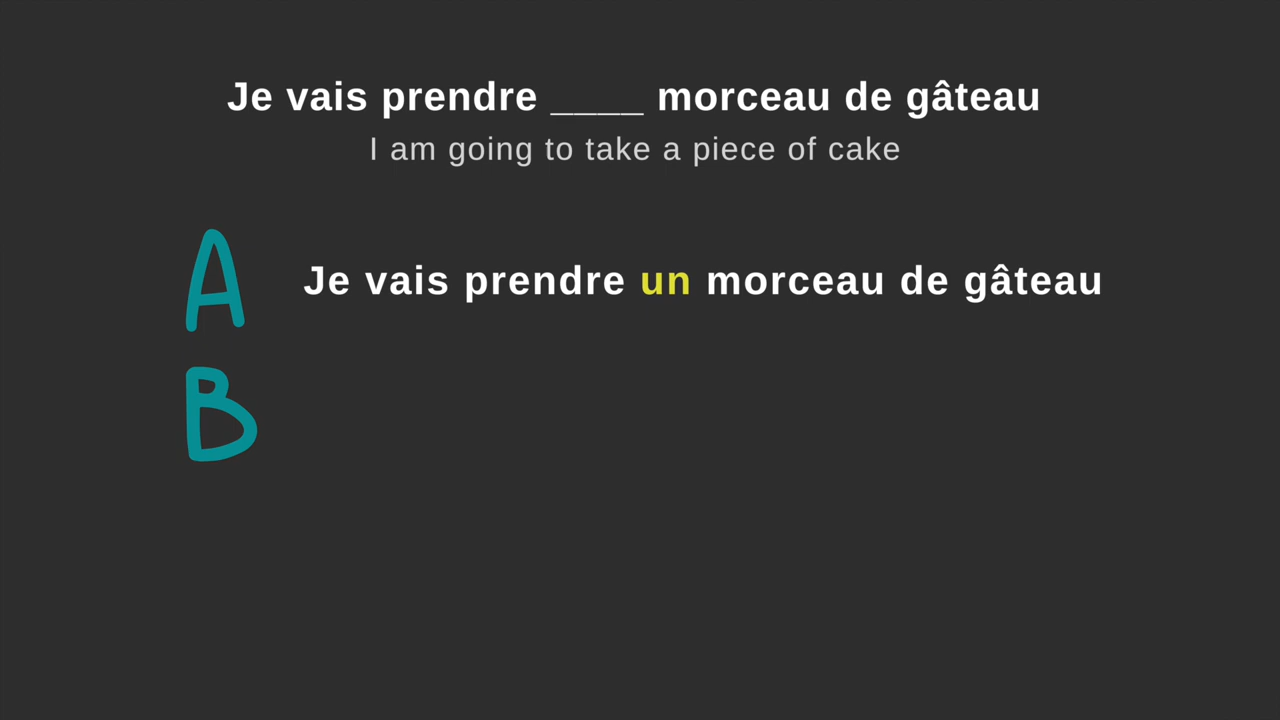 Je vais prendre ____ morceau de gâteau
I am going to take a piece of cake
A Je vais prendre un morceau de gâteau
B